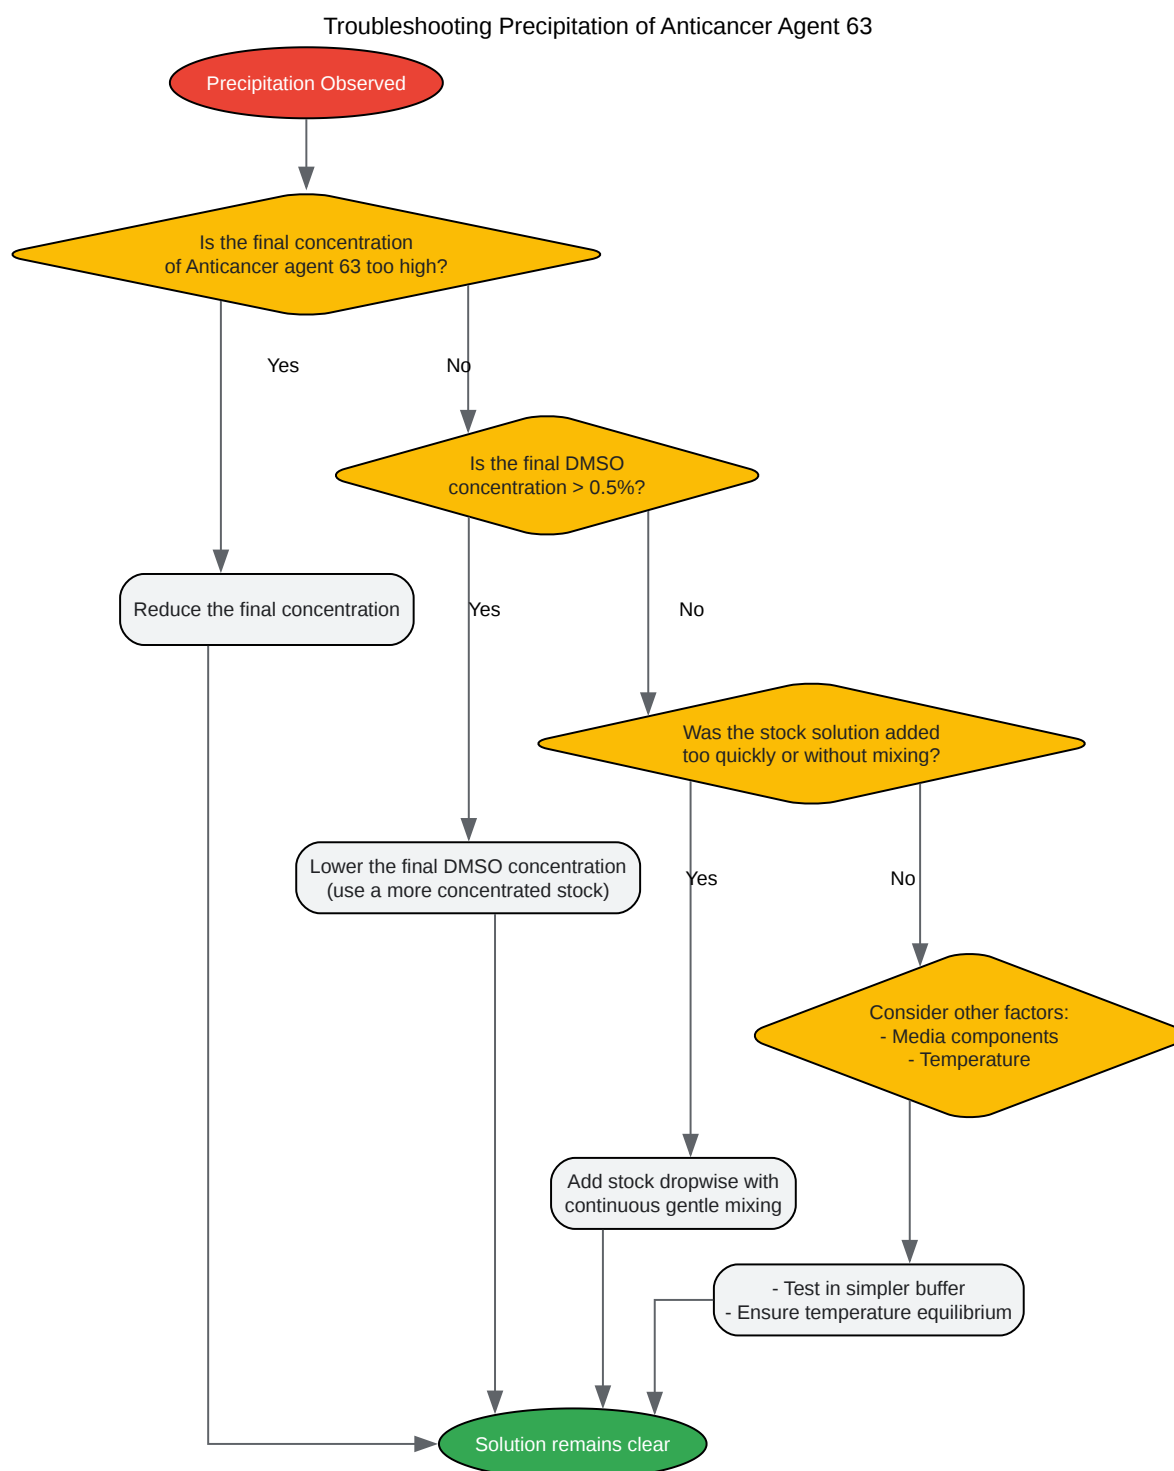 Troubleshooting Precipitation of Anticancer Agent 63
Precipitation Observed
Is the final concentration
of Anticancer agent 63 too high?
Yes
No
Is the final DMSO
concentration > 0.5%?
Reduce the final concentration
Yes
No
Was the stock solution added
too quickly or without mixing?
Lower the final DMSO concentration
(use a more concentrated stock)
Yes
No
Consider other factors:
- Media components
- Temperature
Add stock dropwise with
continuous gentle mixing
- Test in simpler buffer
- Ensure temperature equilibrium
Solution remains clear